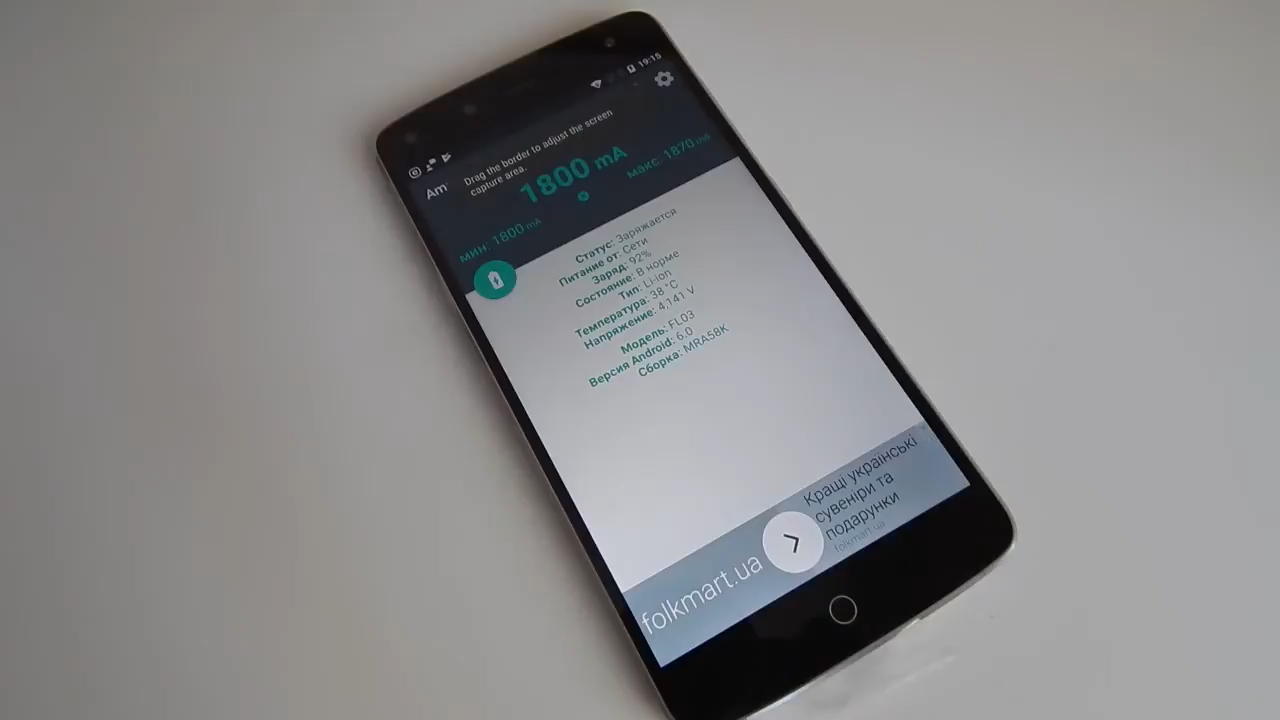 19:15
Am
Drag the border to adjust the screen
capture area.
1800 mA
мин: 1800 mA
макс: 1870 mA
Статус: Заряжается
Питание от: Сети
Заряд: 92%
Состояние: В норме
Тип: Li-ion
Температура: 38 °C
Напряжение: 4,141 V
Модель: FL03
Версия Android: 6.0
Сборка: MRA58K
folkmart.ua
Кращі українські
сувеніри та
подарунки
folkmart.ua